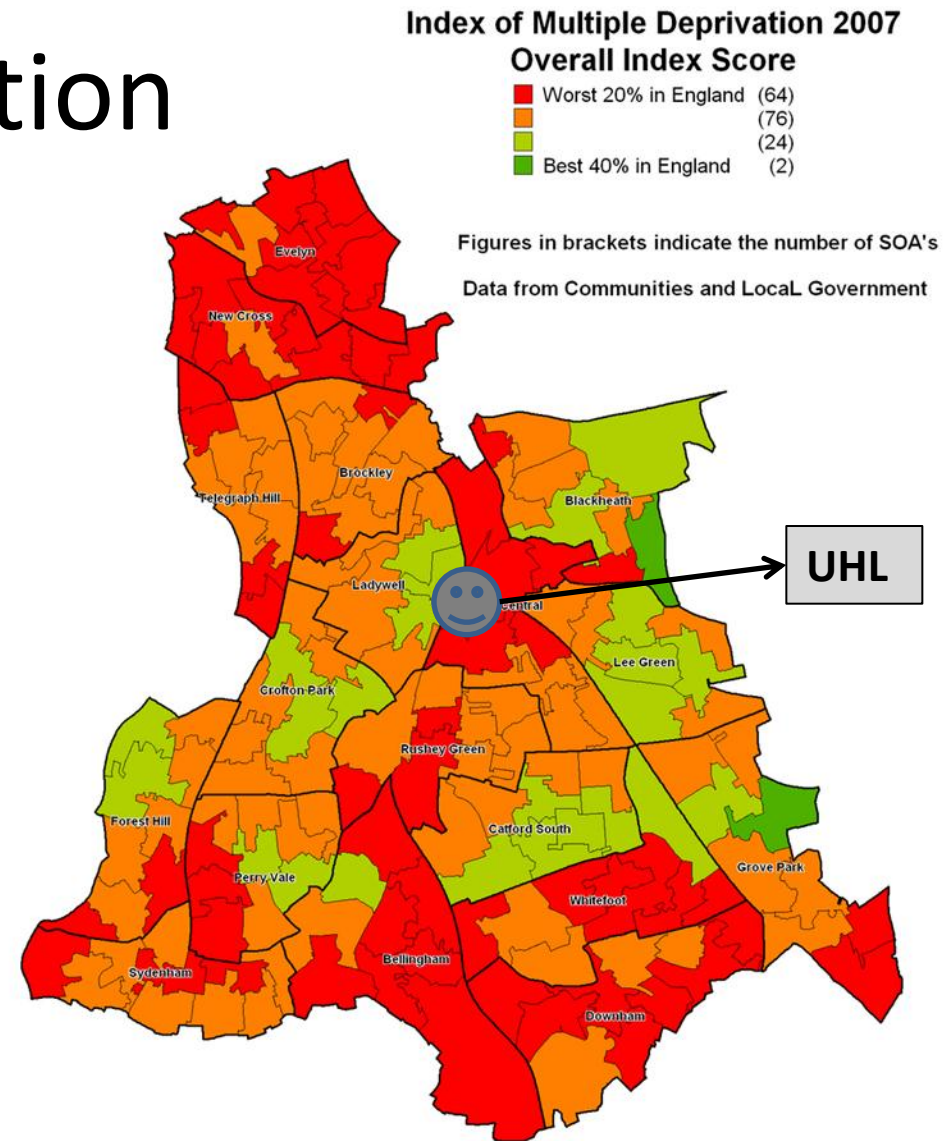 Index of Multiple Deprivation 2007
Overall Index Score
tion
Worst 20% in England (64)
(76)
(24)
Best 40% in England (2)
Figures in brackets indicate the number of SOA's
Data from Communities and LocaL Government
Evelyn
New Cross
Brockley
Telegraph Hill
Blackheath
UHL
Ladywell
Central
Lee Green
Crofton Park
Rushey Green
Forest Hill
Catford South
Perry Vale
Grove Park
Whitefoot
Bellingham
Sydenham
Downham